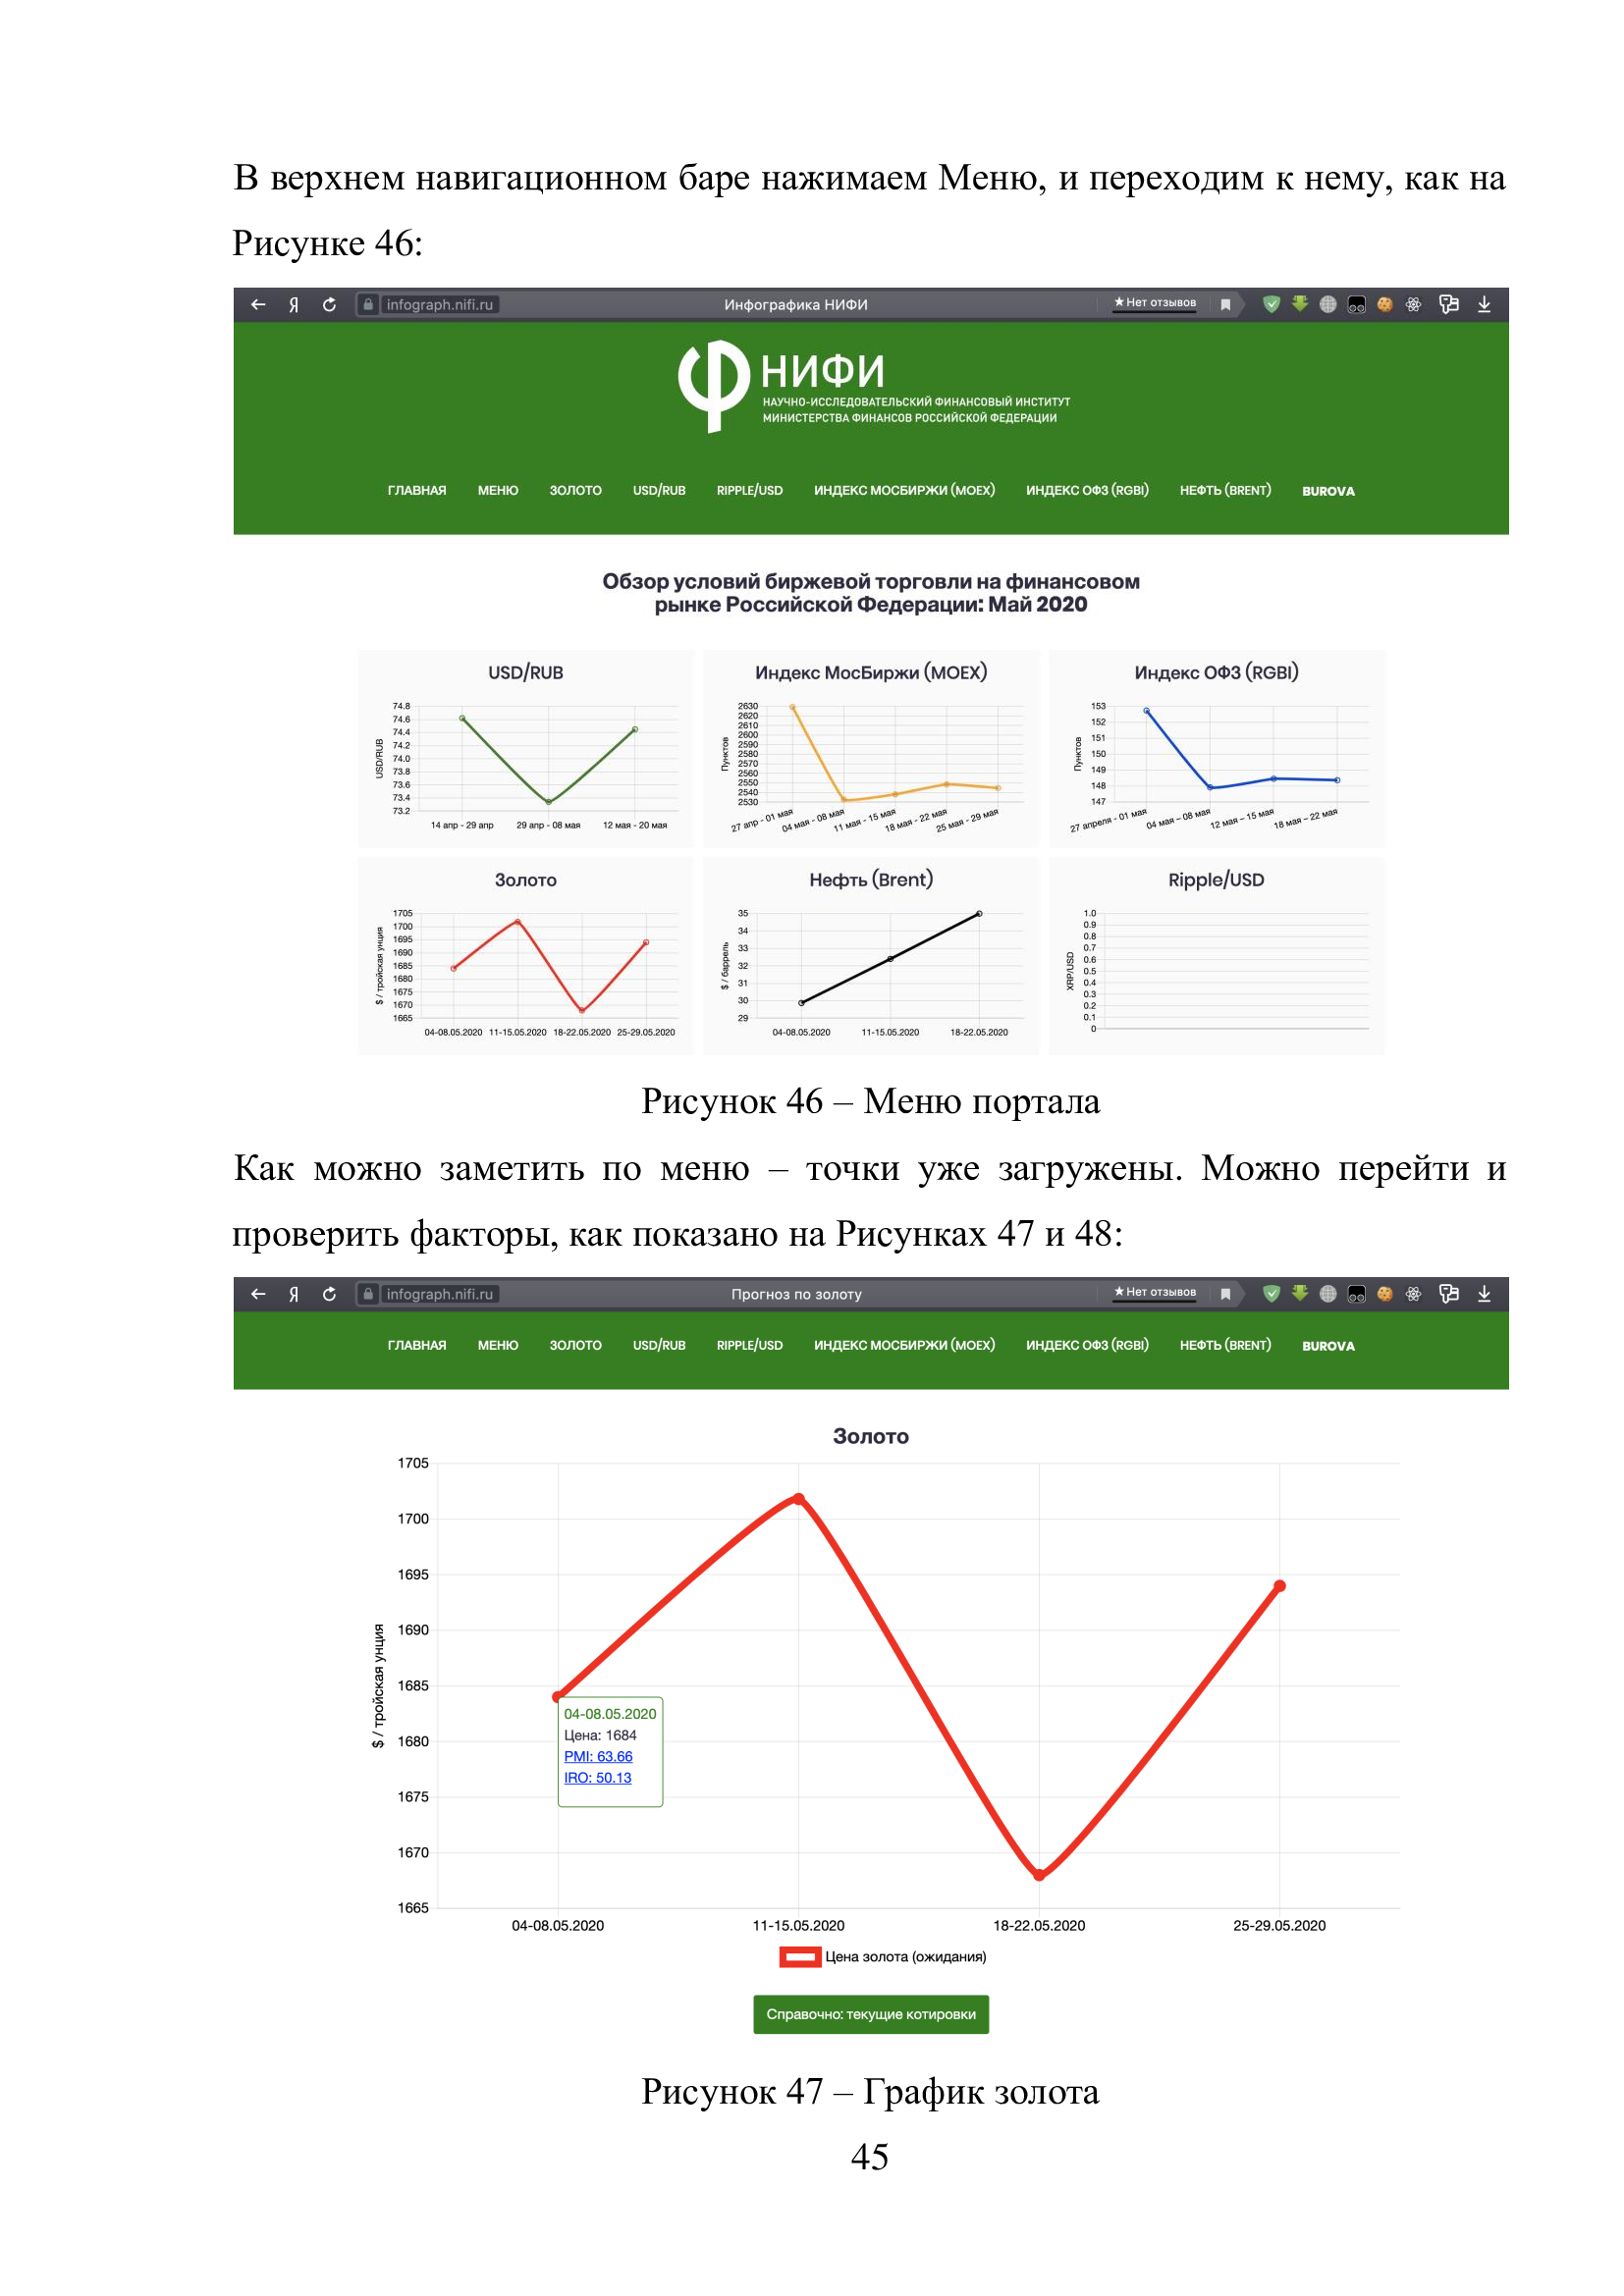 В верхнем навигационном баре нажимаем Меню, и переходим к нему, как на
Рисунке 46:
infograph.nifi.ru
Инфографика НИФИ
★Нет отзывов
НИФИ
НАУЧНО-ИССЛЕДОВАТЕЛЬСКИЙ ФИНАНСОВЫЙ ИНСТИТУТ
МИНИСТЕРСТВА ФИНАНСОВ РОССИЙСКОЙ ФЕДЕРАЦИИ
ГЛАВНАЯ МЕНЮ ЗОЛОТО USD/RUB RIPPLE/USD ИНДЕКС МОСБИРЖИ (MOEX) ИНДЕКС ОФЗ (RGBI) НЕФТЬ (BRENT) BUROVA
Обзор условий биржевой торговли на финансовом
рынке Российской Федерации: Май 2020
USD/RUB
74.8
74.6
74.4
74.2
74.0
73.8
73.6
73.4
73.2
USD/RUB
14 апр - 29 апр 29 апр - 08 мая 12 мая - 20 мая
Индекс МосБиржи (MOEX)
2630
2620
2610
2600
2590
2580
2570
2560
2550
2540
2530
Пунктов
27 апр - 01 мая 04 мая - 08 мая 11 мая - 15 мая 18 мая - 22 мая 25 мая - 29 мая
Индекс ОФЗ (RGBI)
153
152
151
150
149
148
147
Пунктов
27 апреля - 01 мая 04 мая – 08 мая 12 мая – 15 мая 18 мая – 22 мая
Золото
1705
1700
1695
1690
1685
1680
1675
1670
1665
$ / тройская унция
04-08.05.2020 11-15.05.2020 18-22.05.2020 25-29.05.2020
Нефть (Brent)
35
34
33
32
31
30
29
$ / баррель
04-08.05.2020 11-15.05.2020 18-22.05.2020
Ripple/USD
1.0
0.9
0.8
0.7
0.6
0.5
0.4
0.3
0.2
0.1
0
XRP/USD
Рисунок 46 – Меню портала
Как можно заметить по меню – точки уже загружены. Можно перейти и
проверить факторы, как показано на Рисунках 47 и 48:
infograph.nifi.ru
Прогноз по золоту
★Нет отзывов
ГЛАВНАЯ МЕНЮ ЗОЛОТО USD/RUB RIPPLE/USD ИНДЕКС МОСБИРЖИ (MOEX) ИНДЕКС ОФЗ (RGBI) НЕФТЬ (BRENT) BUROVA
Золото
1705
1700
1695
1690
1685
1680
1675
1670
1665
$ / тройская унция
04-08.05.2020
Цена: 1684
PMI: 63.66
IRO: 50.13
04-08.05.2020 11-15.05.2020 18-22.05.2020 25-29.05.2020
Цена золота (ожидания)
Справочно: текущие котировки
Рисунок 47 – График золота
45